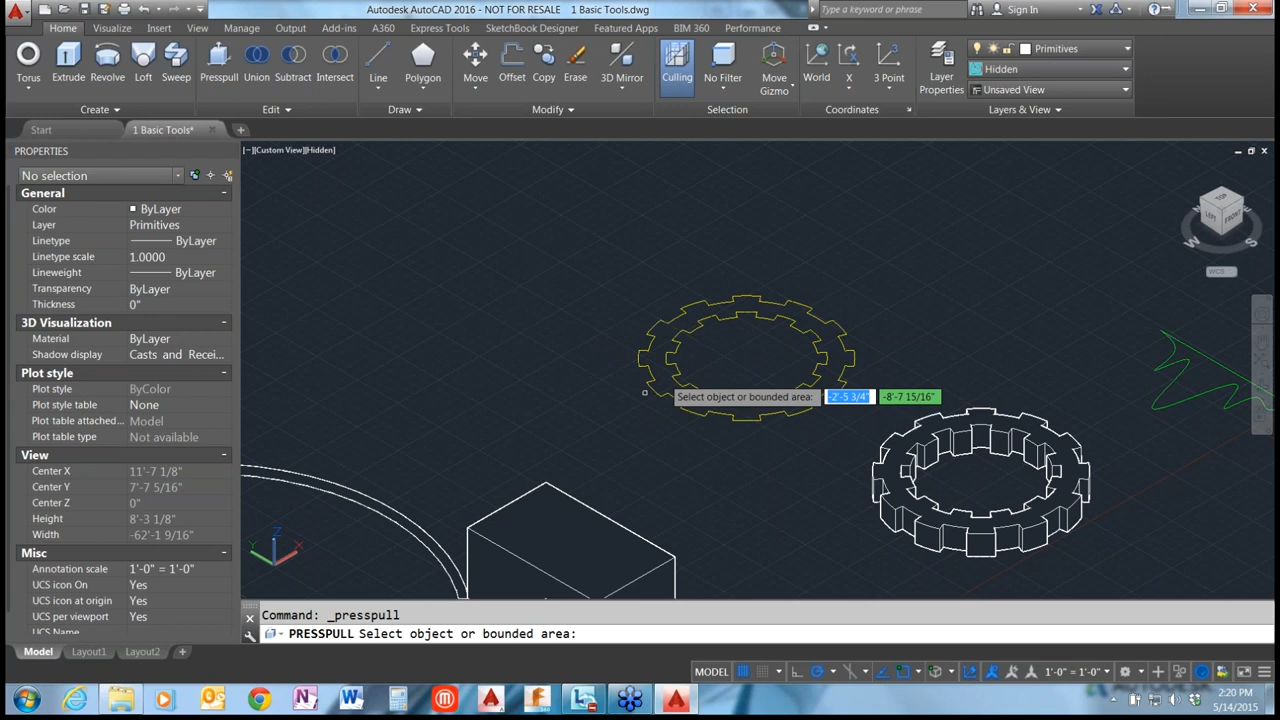 Autodesk AutoCAD 2016 - NOT FOR RESALE 1 Basic Tools.dwg
Type a keyword or phrase
Sign In
Home Visualize Insert View Manage Output Add-ins A360 Express Tools SketchBook Designer Featured Apps BIM 360 Performance
Torus Extrude Revolve Loft Sweep Presspull Union Subtract Intersect Line Polygon Move Offset Copy Erase 3D Mirror Culling No Filter Move Gizmo World X 3 Point Layer Properties
Primitives
Hidden
Unsaved View
Create Edit Draw Modify Selection Coordinates Layers & View
Start 1 Basic Tools*
PROPERTIES
[−][Custom View][Hidden]
No selection
General
Color ByLayer
Layer Primitives
Linetype ByLayer
Linetype scale 1.0000
Lineweight ByLayer
Transparency ByLayer
Thickness 0"
3D Visualization
Material ByLayer
Shadow display Casts and Recei...
Plot style
Plot style ByColor
Plot style table None
Plot table attached... Model
Plot table type Not available
View
Center X 11'-7 1/8"
Center Y 7'-7 5/16"
Center Z 0"
Height 8'-3 1/8"
Width -62'-1 9/16"
Misc
Annotation scale 1'-0" = 1'-0"
UCS icon On Yes
UCS icon at origin Yes
UCS per viewport Yes
UCS Name
TOP
LEFT FRONT
W S
WCS
Select object or bounded area: -2'-5 3/4" -8'-7 15/16"
Z
Y X
Command: _presspull
PRESSPULL Select object or bounded area:
Model Layout1 Layout2
MODEL 1'-0" = 1'-0"
2:20 PM
5/14/2015